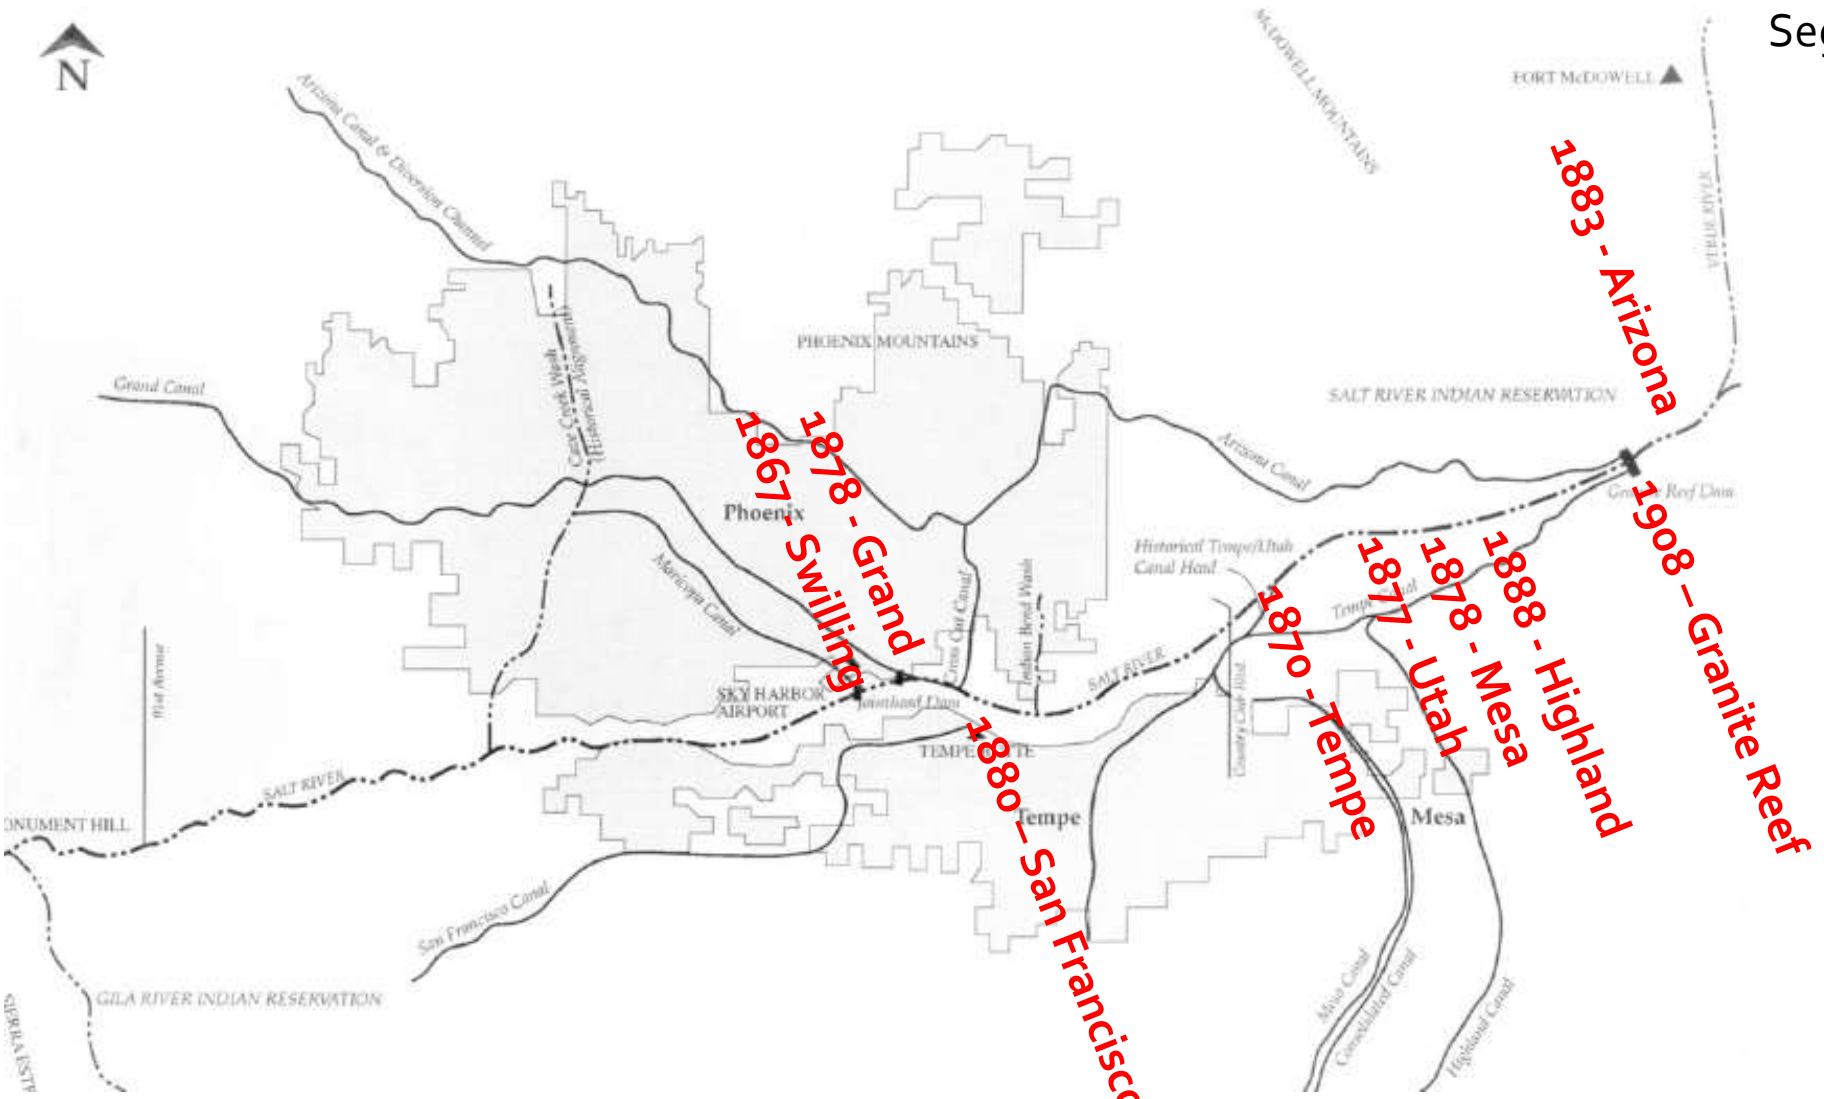 Seg
N
McDOWELL MOUNTAINS
FORT McDOWELL
Arizona Canal & Diversion Channel
1883 - Arizona
VERDE RIVER
PHOENIX MOUNTAINS
Grand Canal
Cave Creek Wash
(Historical Alignment)
SALT RIVER INDIAN RESERVATION
1867 - Swilling
1878 - Grand
Arizona Canal
Phoenix
Granite Reef Dam
1908 – Granite Reef
Historical Tempe/Utah
Canal Head
Maricopa Canal
Cross Cut Canal
Indian Bend Wash
Tempe Canal
1870 - Tempe
1877 - Utah
1878 - Mesa
1888 - Highland
91st Avenue
SALT RIVER
SKY HARBOR
AIRPORT
Jointhead Dam
Country Club Blvd
TEMPE BUTTE
1880 – San Francisco
SALT RIVER
ONUMENT HILL
Tempe
Mesa
San Francisco Canal
GILA RIVER INDIAN RESERVATION
Mesa Canal
Consolidated Canal
Highland Canal
SIERRA ESTR